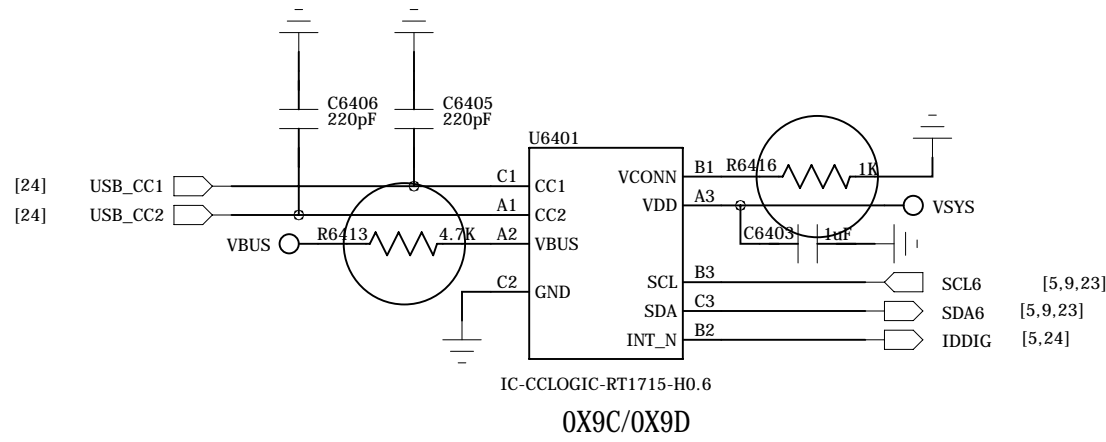 C6406
220pF
C6405
220pF
U6401
[24] USB_CC1
[24] USB_CC2
VBUS
R6413 4.7K
C1 CC1
A1 CC2
A2 VBUS
C2 GND
VCONN B1
VDD A3
SCL B3
SDA C3
INT_N B2
R6416 1K
VSYS
C6403 1uF
SCL6 [5,9,23]
SDA6 [5,9,23]
IDDIG [5,24]
IC-CCLOGIC-RT1715-H0.6
0X9C/0X9D